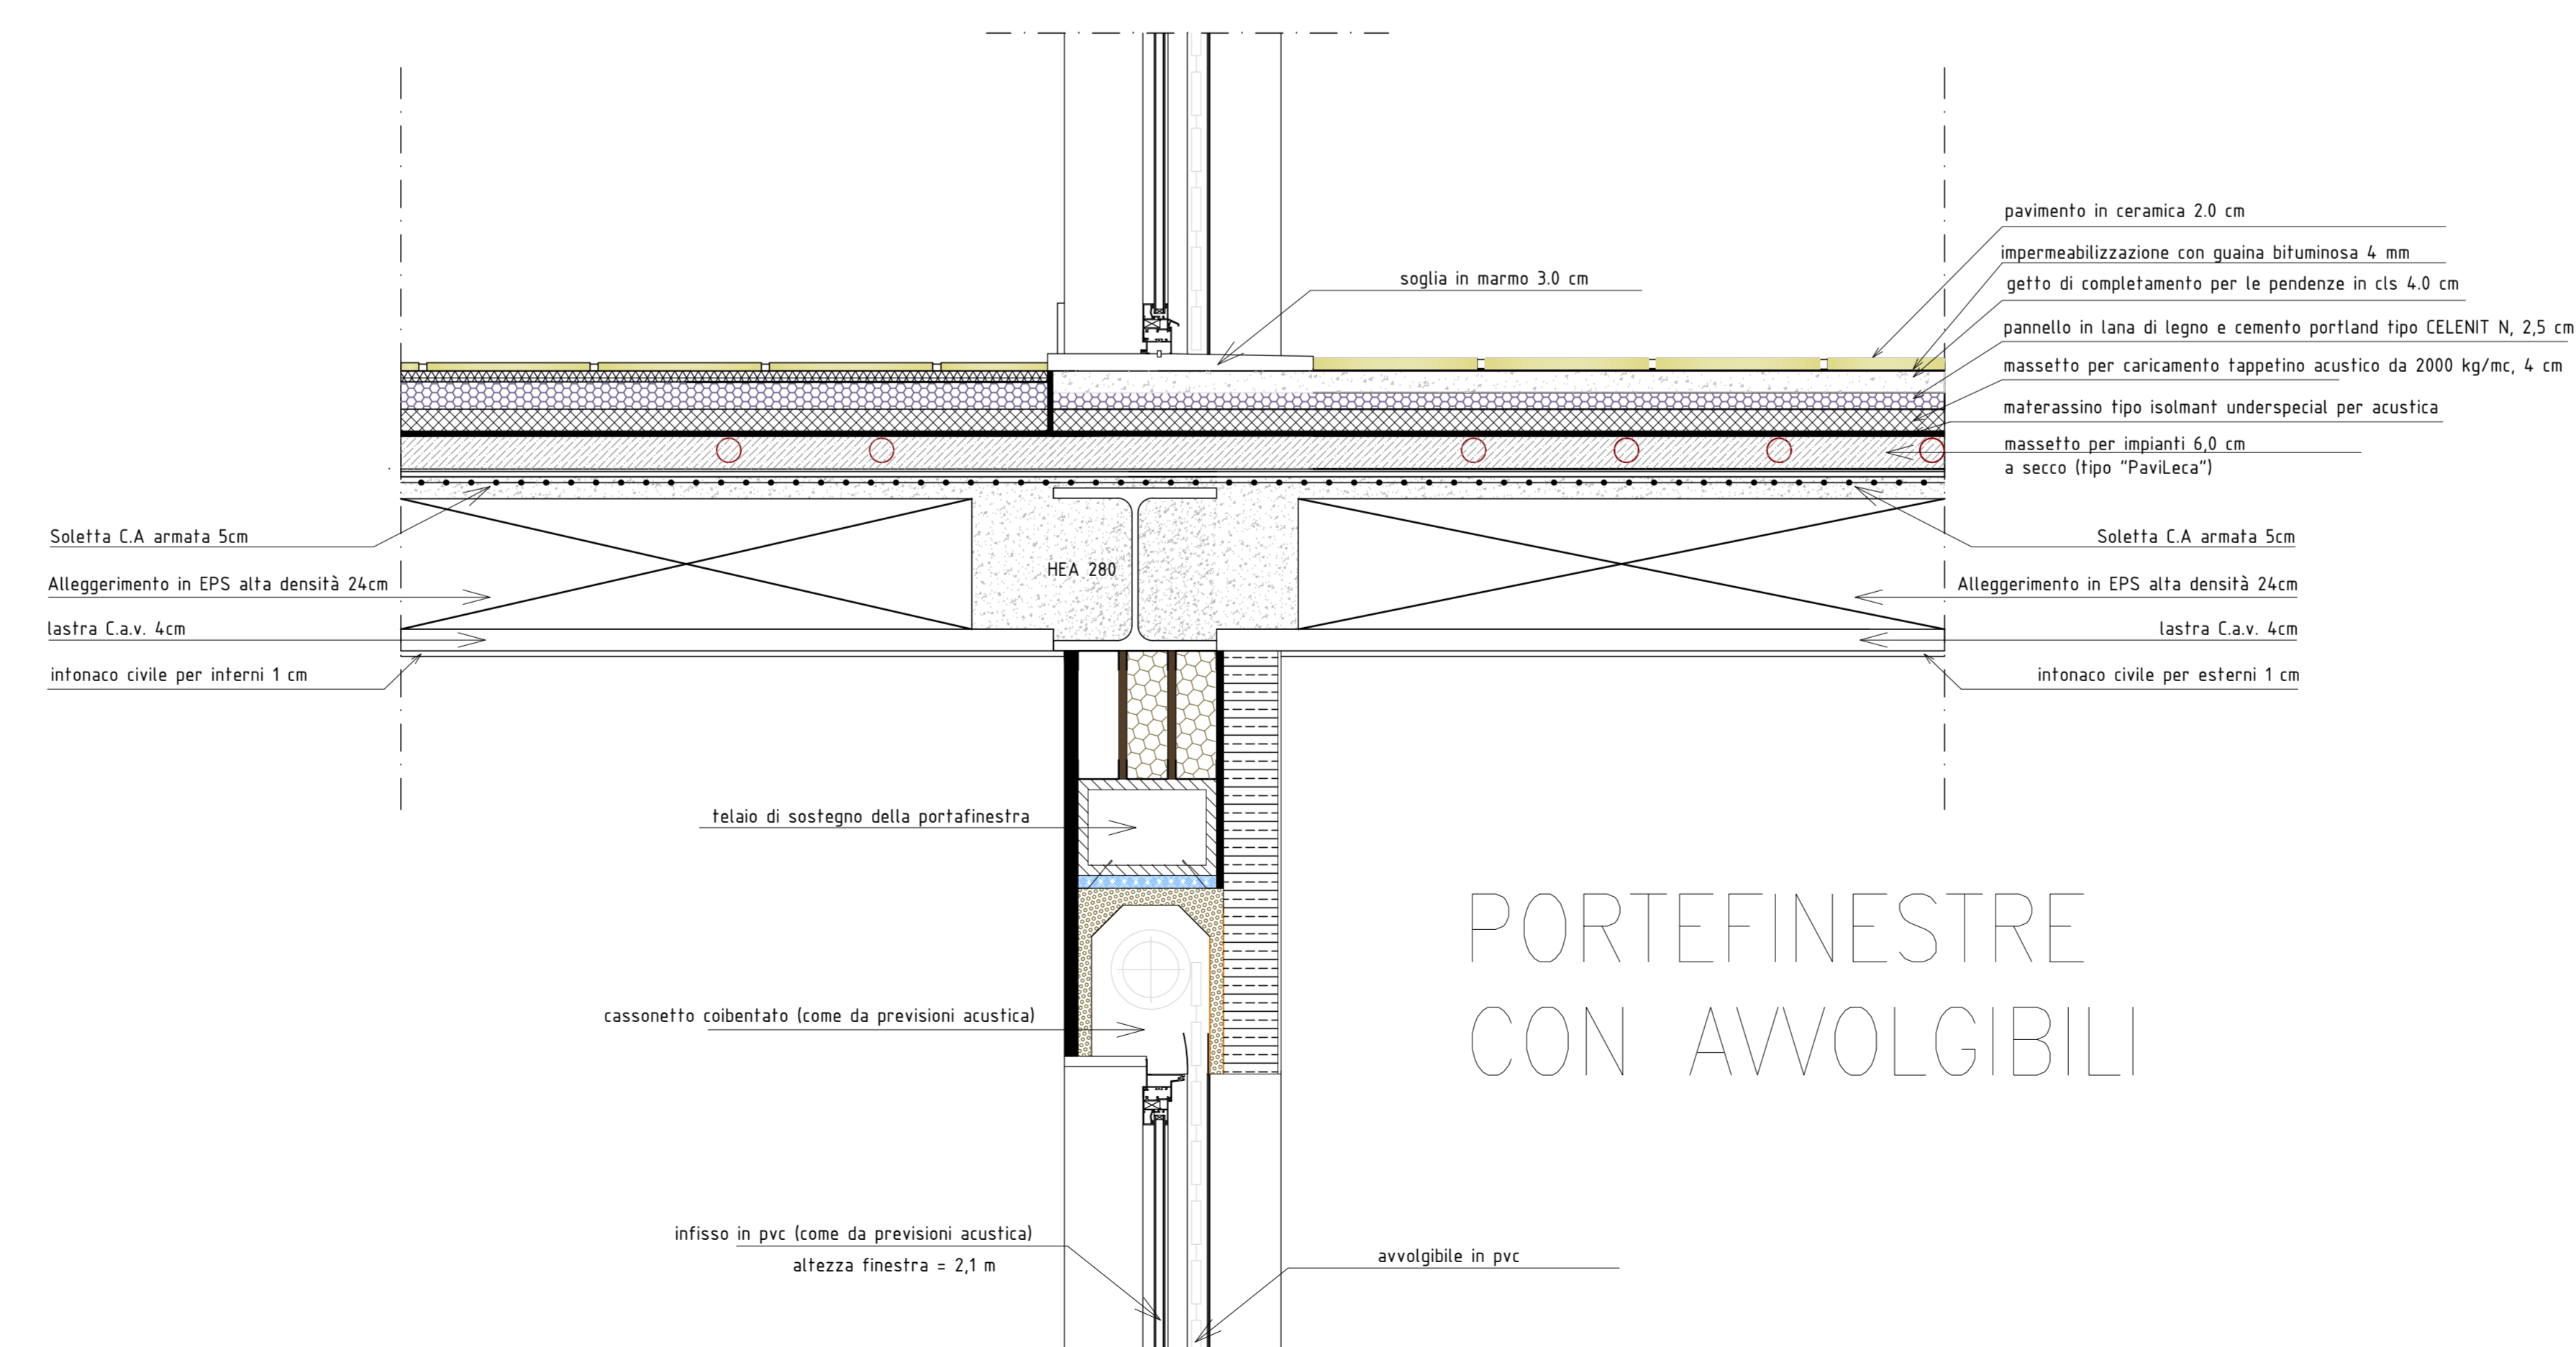 pavimento in ceramica 2.0 cm
impermeabilizzazione con guaina bituminosa 4 mm
soglia in marmo 3.0 cm
getto di completamento per le pendenze in cls 4.0 cm
pannello in lana di legno e cemento portland tipo CELENIT N, 2,5 cm
massetto per caricamento tappetino acustico da 2000 kg/mc, 4 cm
materassino tipo isolmant underspecial per acustica
massetto per impianti 6,0 cm
a secco (tipo "PaviLeca")
Soletta C.A armata 5cm
Soletta C.A armata 5cm
HEA 280
Alleggerimento in EPS alta densità 24cm
Alleggerimento in EPS alta densità 24cm
lastra C.a.v. 4cm
lastra C.a.v. 4cm
intonaco civile per interni 1 cm
intonaco civile per esterni 1 cm
telaio di sostegno della portafinestra
PORTEFINESTRE
CON AVVOLGIBILI
cassonetto coibentato (come da previsioni acustica)
infisso in pvc (come da previsioni acustica)
altezza finestra = 2,1 m
avvolgibile in pvc